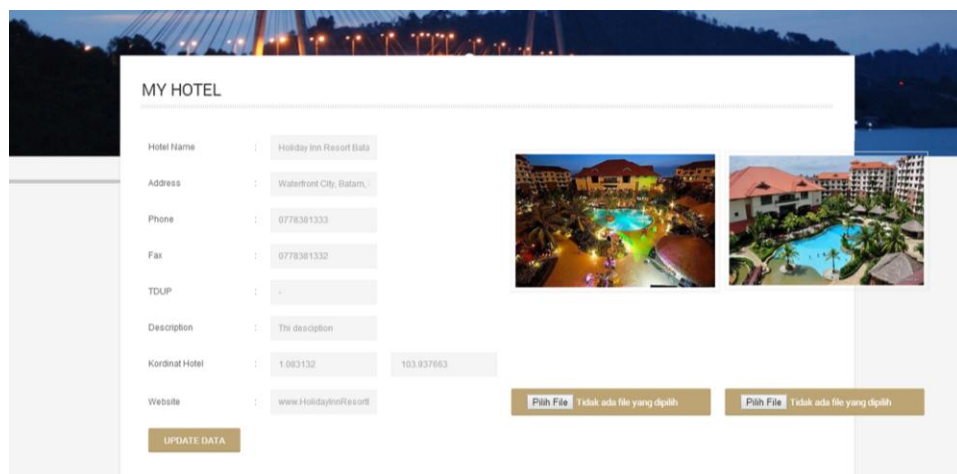 MY HOTEL
Hotel Name : Holiday Inn Resort Bata
Address : Waterfront City, Batam,
Phone : 0778381333
Fax : 0778381332
TDUP : -
Description : Thi desciption
Kordinat Hotel : 1.083132 103.937663
Website : www.HolidayInnResortB
Pilih File Tidak ada file yang dipilih
Pilih File Tidak ada file yang dipilih
UPDATE DATA